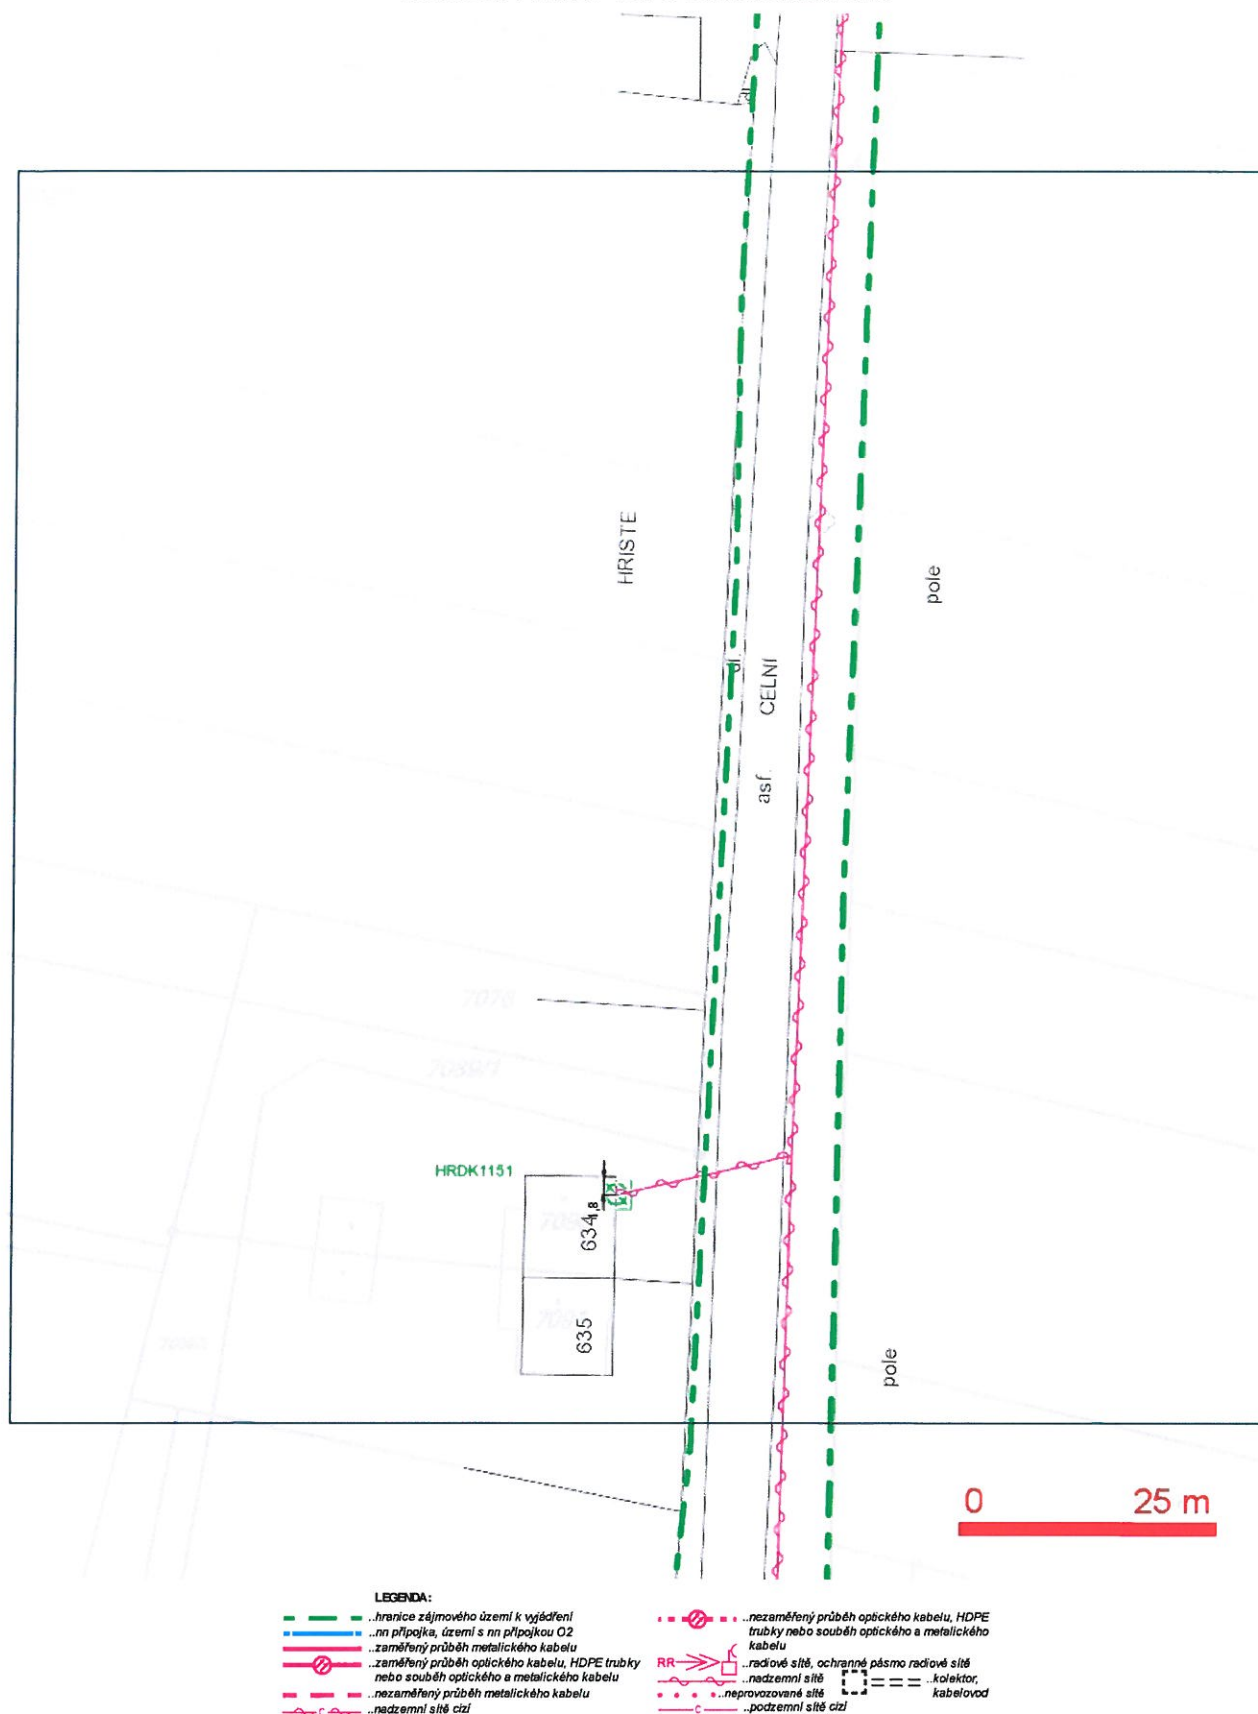 HRISTE
pole
dl.
CELNI
asf.
7076
7089/1
HRDK1151
634
1,8
635
pole
0 25 m
LEGENDA:
..hranice zájmového území k vyjádření
..nn přípojka, území s nn přípojkou O2
..zaměřený průběh metalického kabelu
..zaměřený průběh optického kabelu, HDPE trubky
nebo souběh optického a metalického kabelu
..nezaměřený průběh metalického kabelu
C
..nadzemní sítě cizí
..nezaměřený průběh optického kabelu, HDPE
trubky nebo souběh optického a metalického
kabelu
RR
..radiové sítě, ochranné pásmo radiové sítě
..nadzemní sítě
..kolektor,
kabelovod
..neprovozované sítě
C
..podzemní sítě cizí